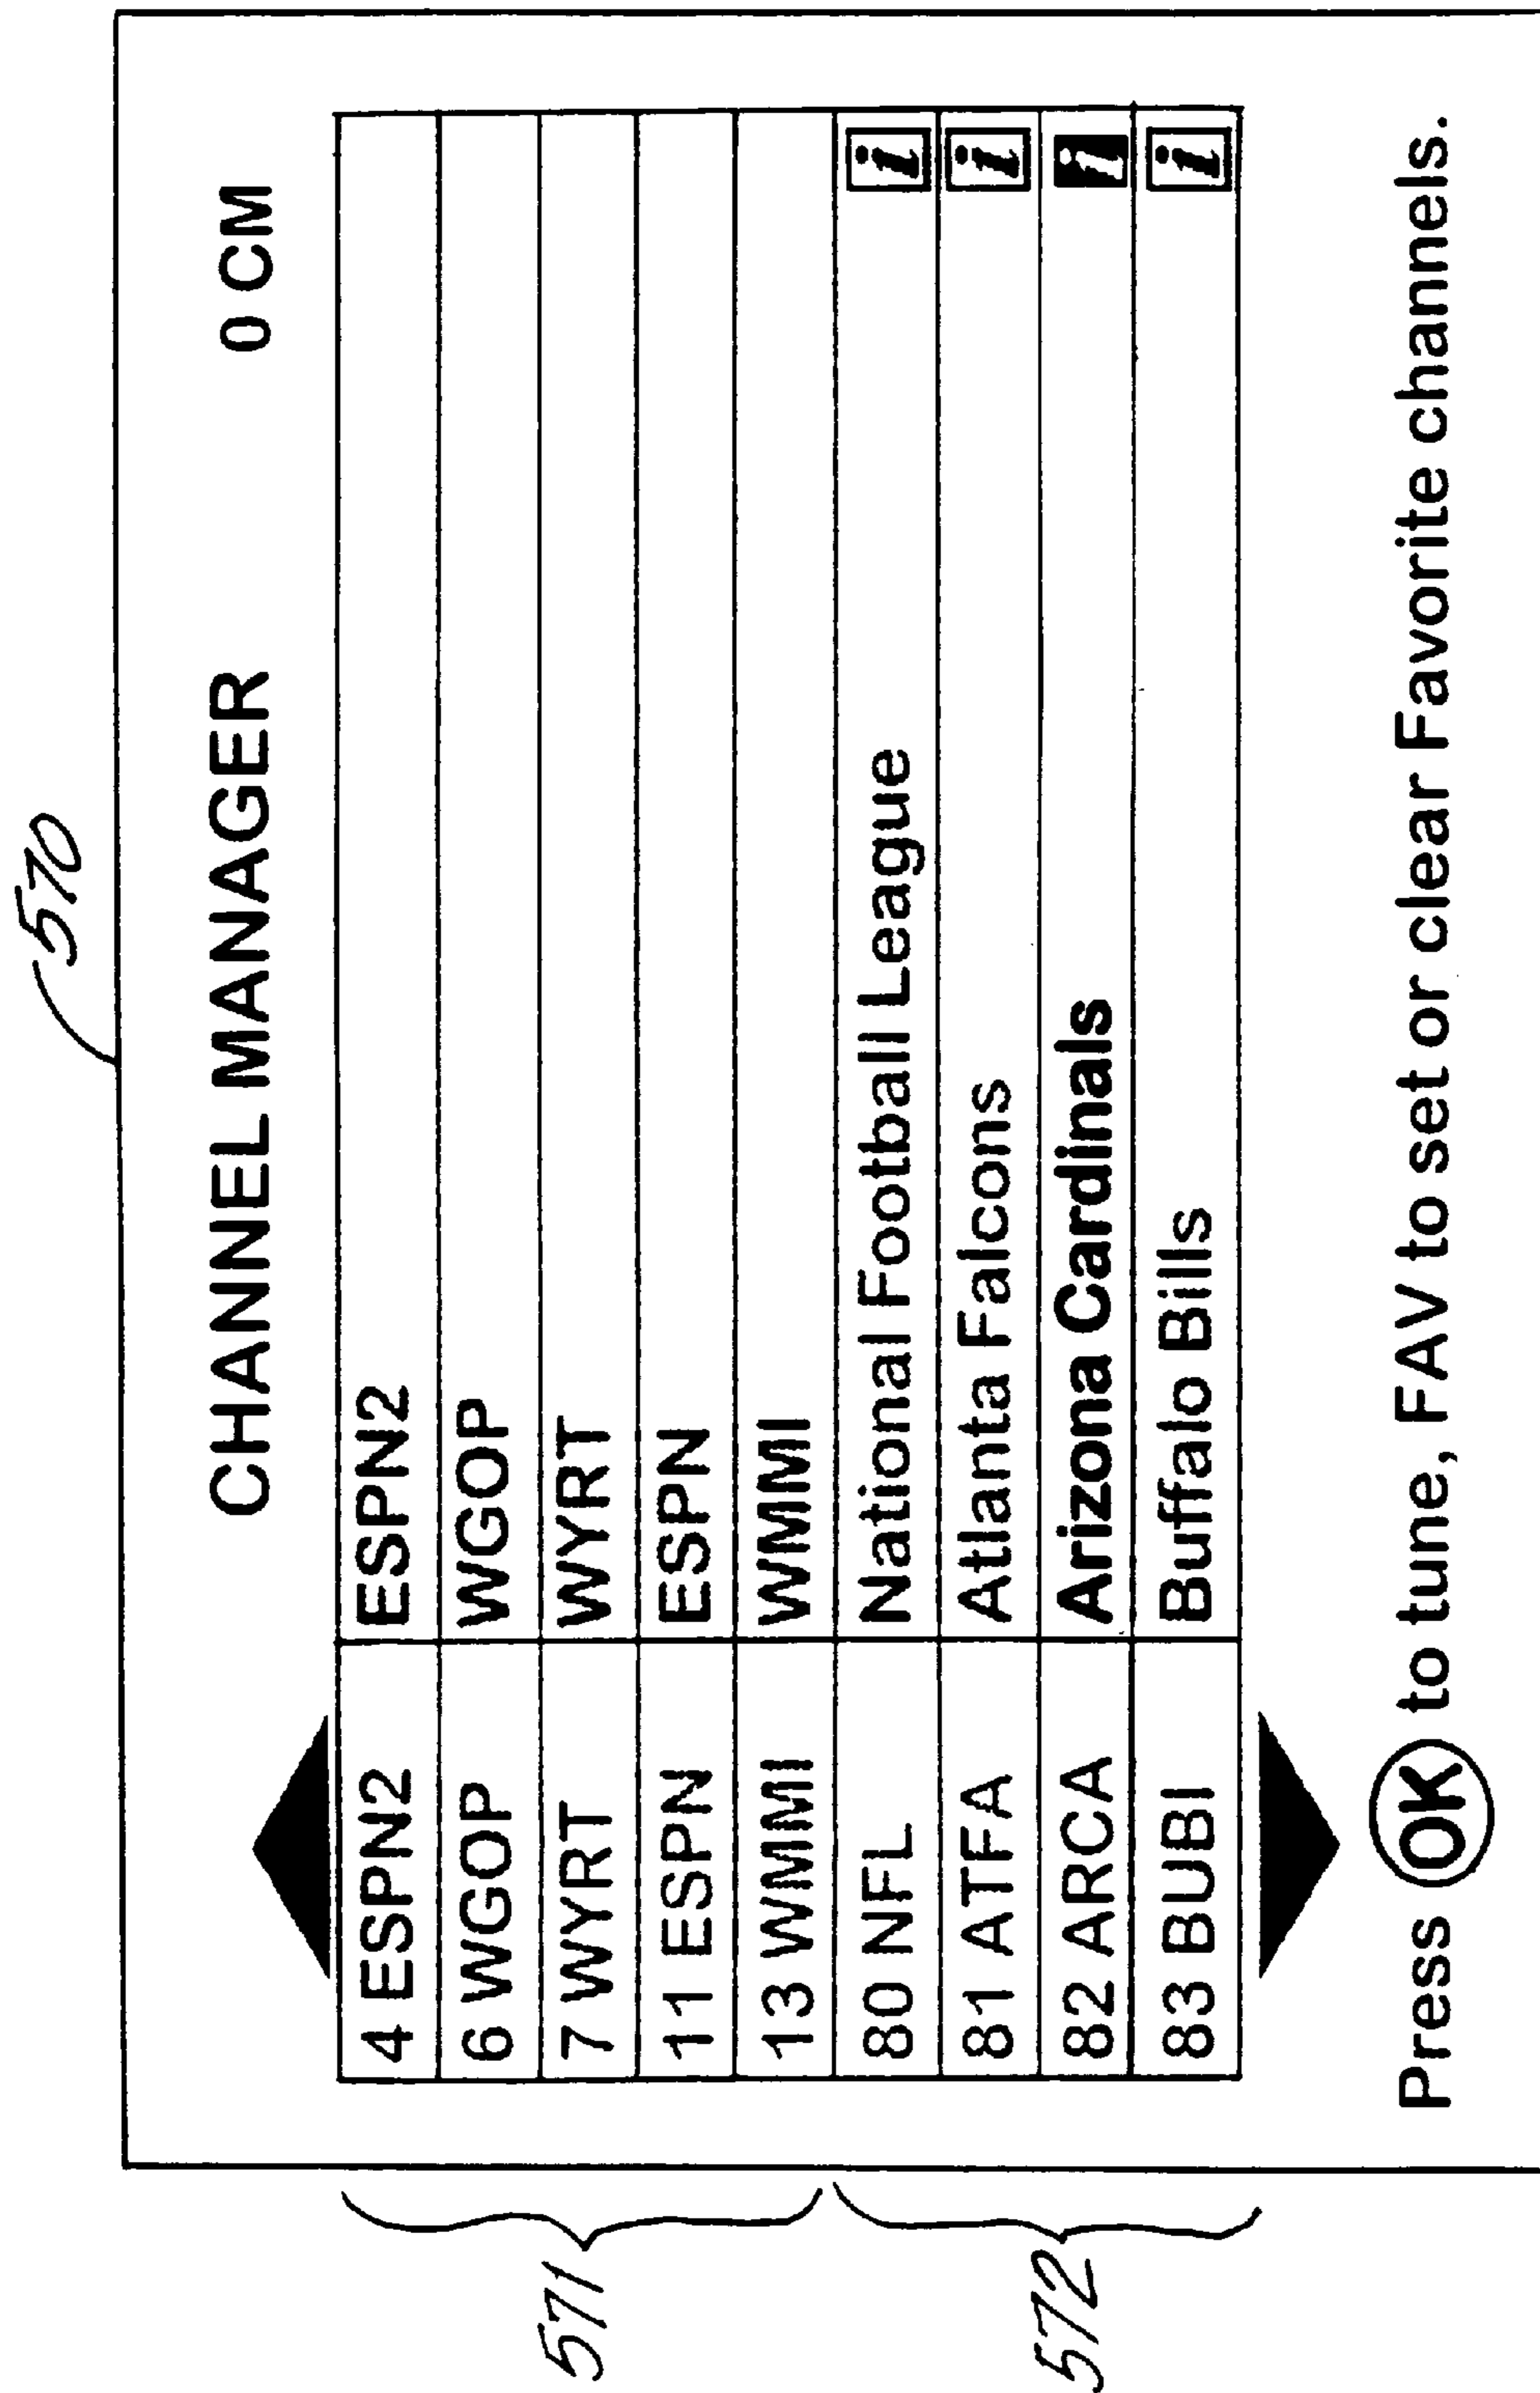 570
CHANNEL MANAGER 0 CM
4 ESPN2 ESPN2
6 WGOP WGOP
7 WYRT WYRT
11 ESPN ESPN
13 WMMI WMMI
80 NFL National Football League i
81 ATFA Atlanta Falcons i
82 ARCA Arizona Cardinals i
83 BUBI Buffalo Bills i
571
572
Press OK to tune, FAV to set or clear Favorite channels.